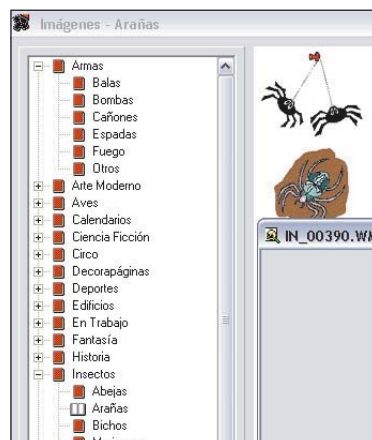 Imágenes - Arañas
Armas
Balas
Bombas
Cañones
Espadas
Fuego
Otros
Arte Moderno
Aves
Calendarios
Ciencia Ficción
Circo
Decorapáginas
Deportes
Edificios
En Trabajo
Fantasía
Historia
Insectos
Abejas
Arañas
Bichos
IN_00390.W